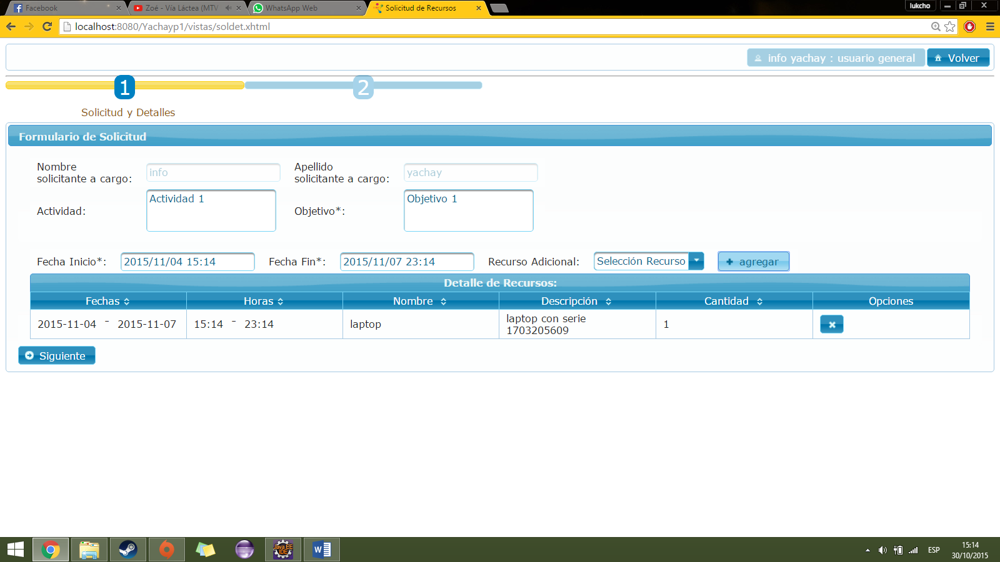 Facebook
Zoé - Vía Láctea (MTV
WhatsApp Web
Solicitud de Recursos
lukcho
localhost:8080/Yachayp1/vistas/soldet.xhtml
info yachay : usuario general
Volver
1
2
Solicitud y Detalles
Formulario de Solicitud
Nombre
solicitante a cargo:
info
Apellido
solicitante a cargo:
yachay
Actividad:
Actividad 1
Objetivo*:
Objetivo 1
Fecha Inicio*:
2015/11/04 15:14
Fecha Fin*:
2015/11/07 23:14
Recurso Adicional:
Selección Recurso
agregar
Detalle de Recursos:
Fechas
Horas
Nombre
Descripción
Cantidad
Opciones
2015-11-04 - 2015-11-07
15:14 - 23:14
laptop
laptop con serie
1703205609
1
Siguiente
Java EE
IDE
W
ESP
15:14
30/10/2015